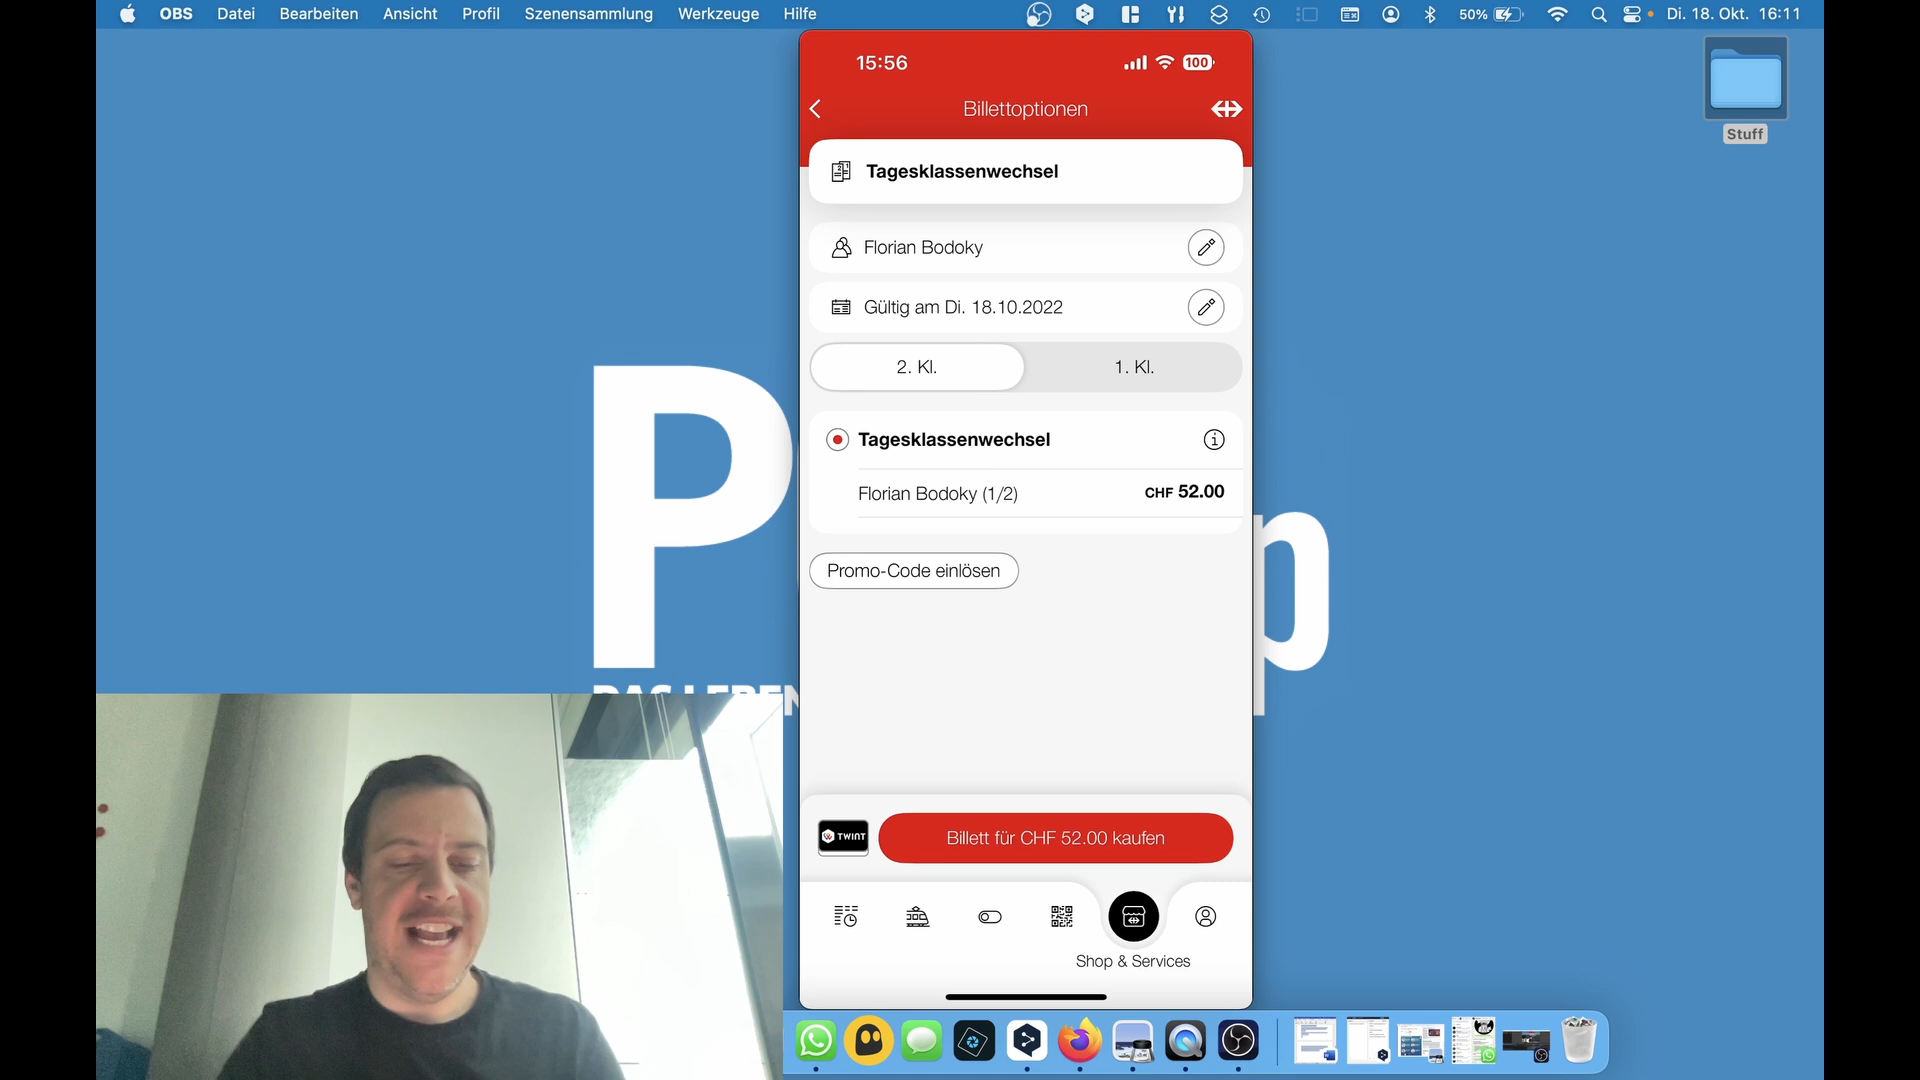 OBS Datei Bearbeiten Ansicht Profil Szenensammlung Werkzeuge Hilfe 50% Di. 18. Okt. 16:11
Stuff
15:56 100
Billettoptionen
Tagesklassenwechsel
Florian Bodoky
Gültig am Di. 18.10.2022
2. Kl. 1. Kl.
Tagesklassenwechsel
Florian Bodoky (1/2) CHF 52.00
Promo-Code einlösen
DAS LEBEN
TWINT Billett für CHF 52.00 kaufen
Shop & Services